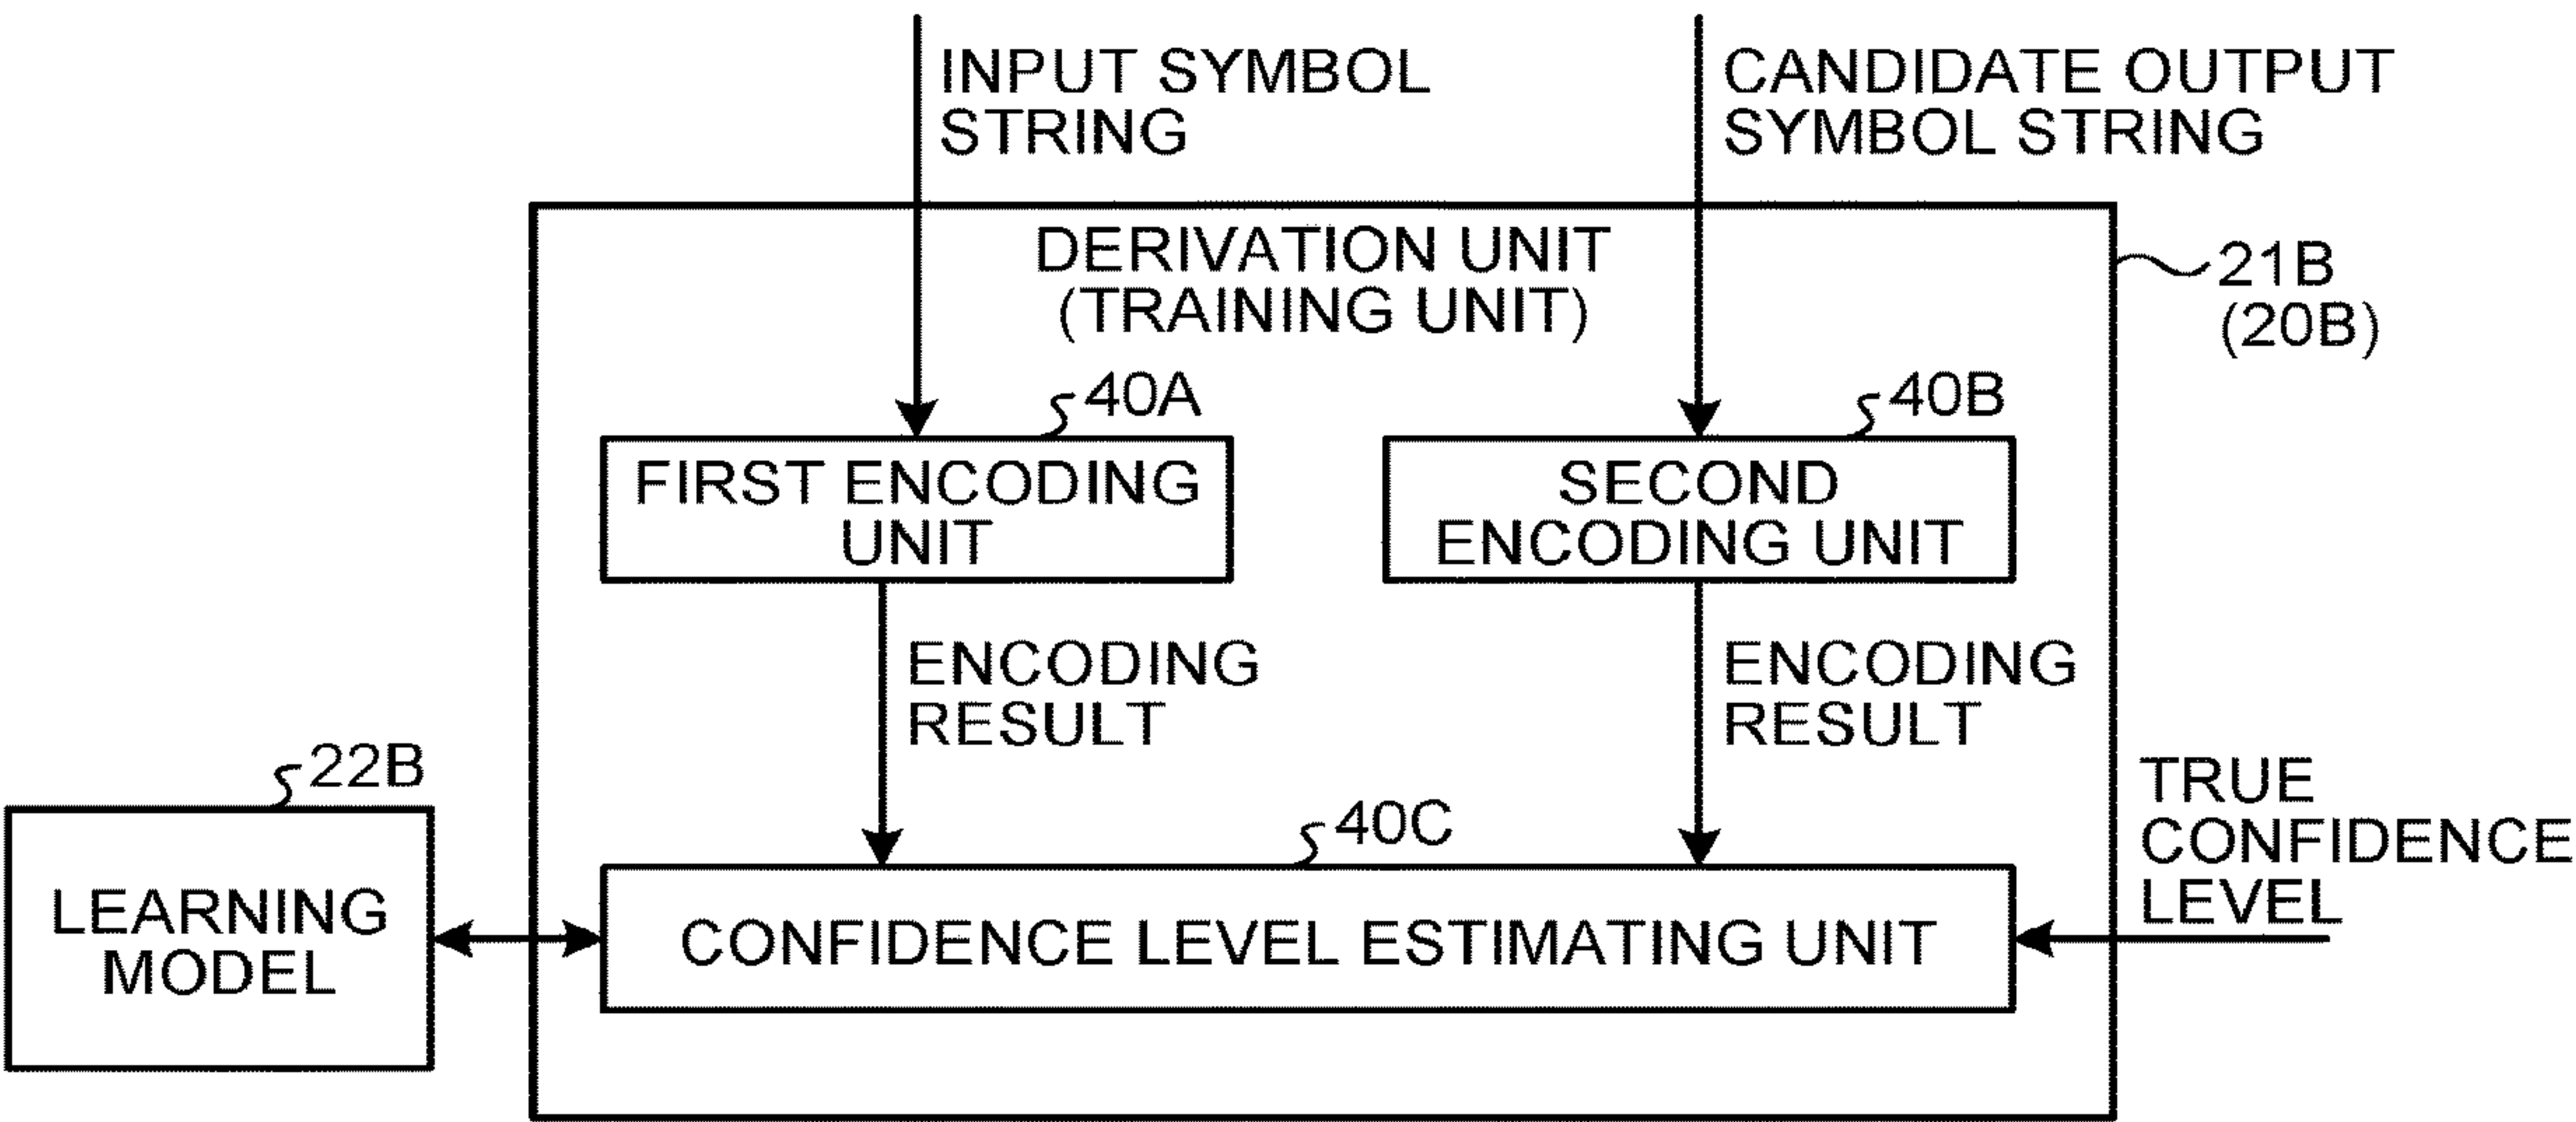 INPUT SYMBOL
STRING
CANDIDATE OUTPUT
SYMBOL STRING
DERIVATION UNIT
(TRAINING UNIT)
21B
(20B)
40A
40B
FIRST ENCODING
UNIT
SECOND
ENCODING UNIT
ENCODING
RESULT
ENCODING
RESULT
22B
TRUE
CONFIDENCE
LEVEL
40C
LEARNING
MODEL
CONFIDENCE LEVEL ESTIMATING UNIT